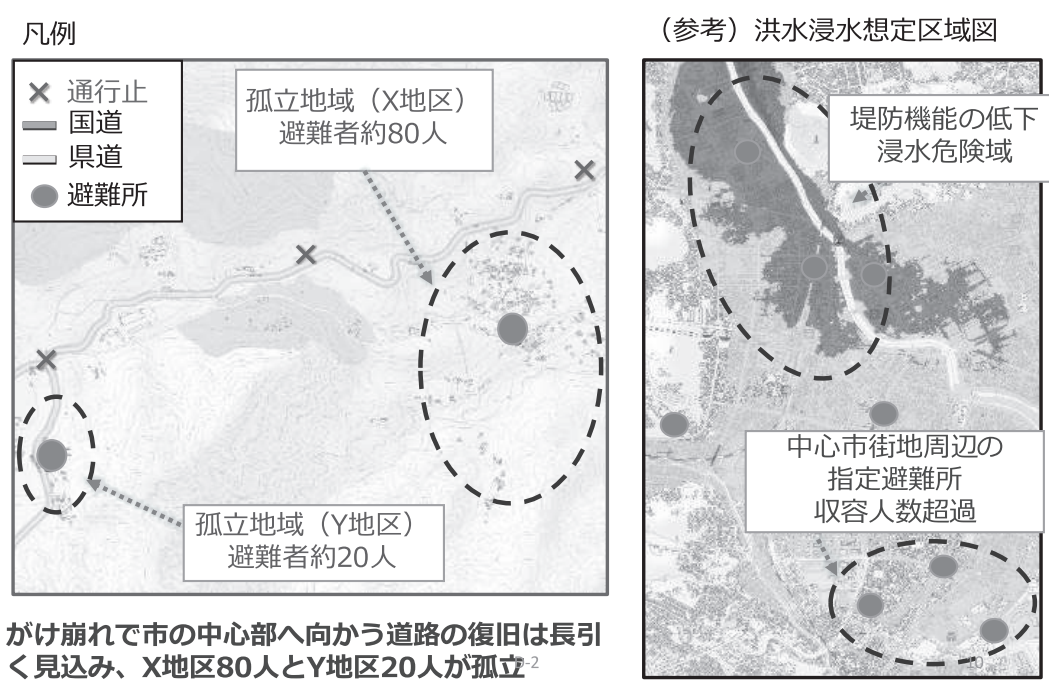 凡例
通行止
国道
県道
避難所
孤立地域（X地区）
避難者約80人
孤立地域（Y地区）
避難者約20人
がけ崩れで市の中心部へ向かう道路の復旧は長引
く見込み、X地区80人とY地区20人が孤立
（参考）洪水浸水想定区域図
堤防機能の低下
浸水危険域
中心市街地周辺の
指定避難所
収容人数超過
10